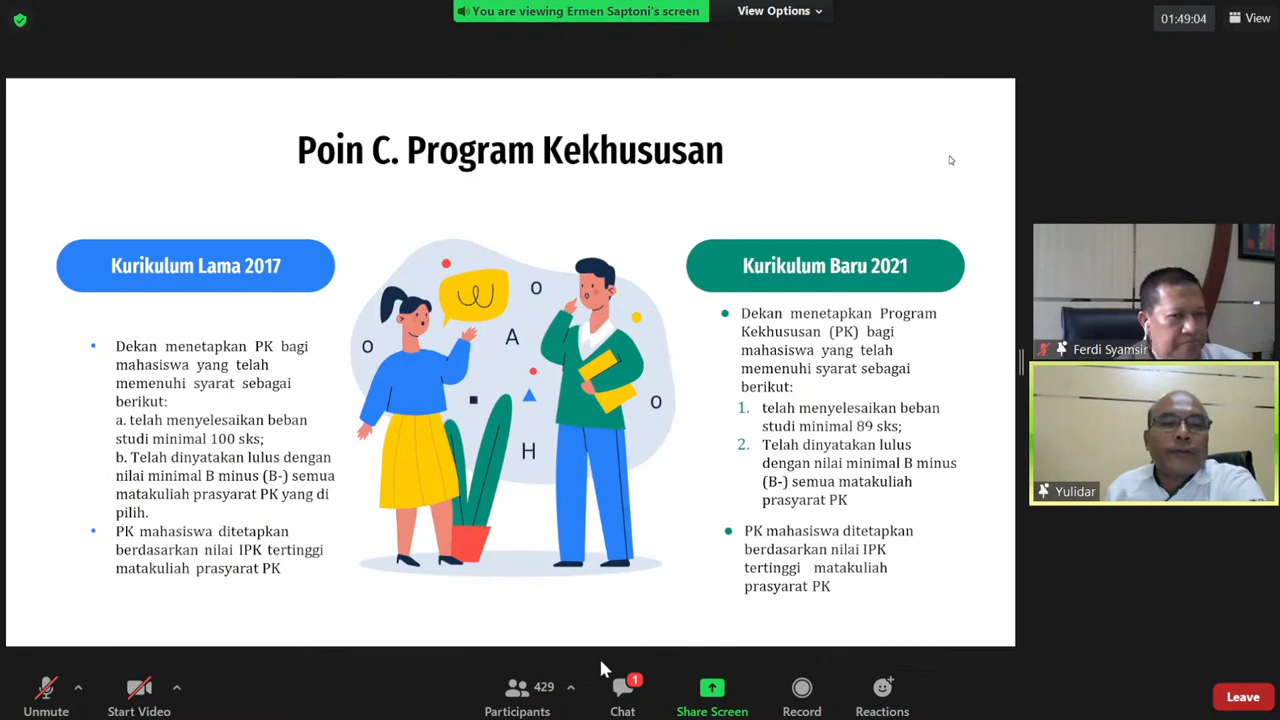 You are viewing Ermen Saptoni's screen
View Options
01:49:04
View
Poin C. Program Kekhususan
Kurikulum Lama 2017
Dekan menetapkan PK bagi
mahasiswa yang telah
memenuhi syarat sebagai
berikut:
a. telah menyelesaikan beban
studi minimal 100 sks;
b. Telah dinyatakan lulus dengan
nilai minimal B minus (B-) semua
matakuliah prasyarat PK yang di
pilih.
PK mahasiswa ditetapkan
berdasarkan nilai IPK tertinggi
matakuliah prasyarat PK
O
A
O
O
H
Kurikulum Baru 2021
Dekan menetapkan Program
Kekhususan (PK) bagi
mahasiswa yang telah
memenuhi syarat sebagai
berikut:
1. telah menyelesaikan beban
studi minimal 89 sks;
2. Telah dinyatakan lulus
dengan nilai minimal B minus
(B-) semua matakuliah
prasyarat PK
PK mahasiswa ditetapkan
berdasarkan nilai IPK
tertinggi matakuliah
prasyarat PK
Ferdi Syamsir
Yulidar
Unmute
Start Video
429
Participants
1
Chat
Share Screen
Record
Reactions
Leave